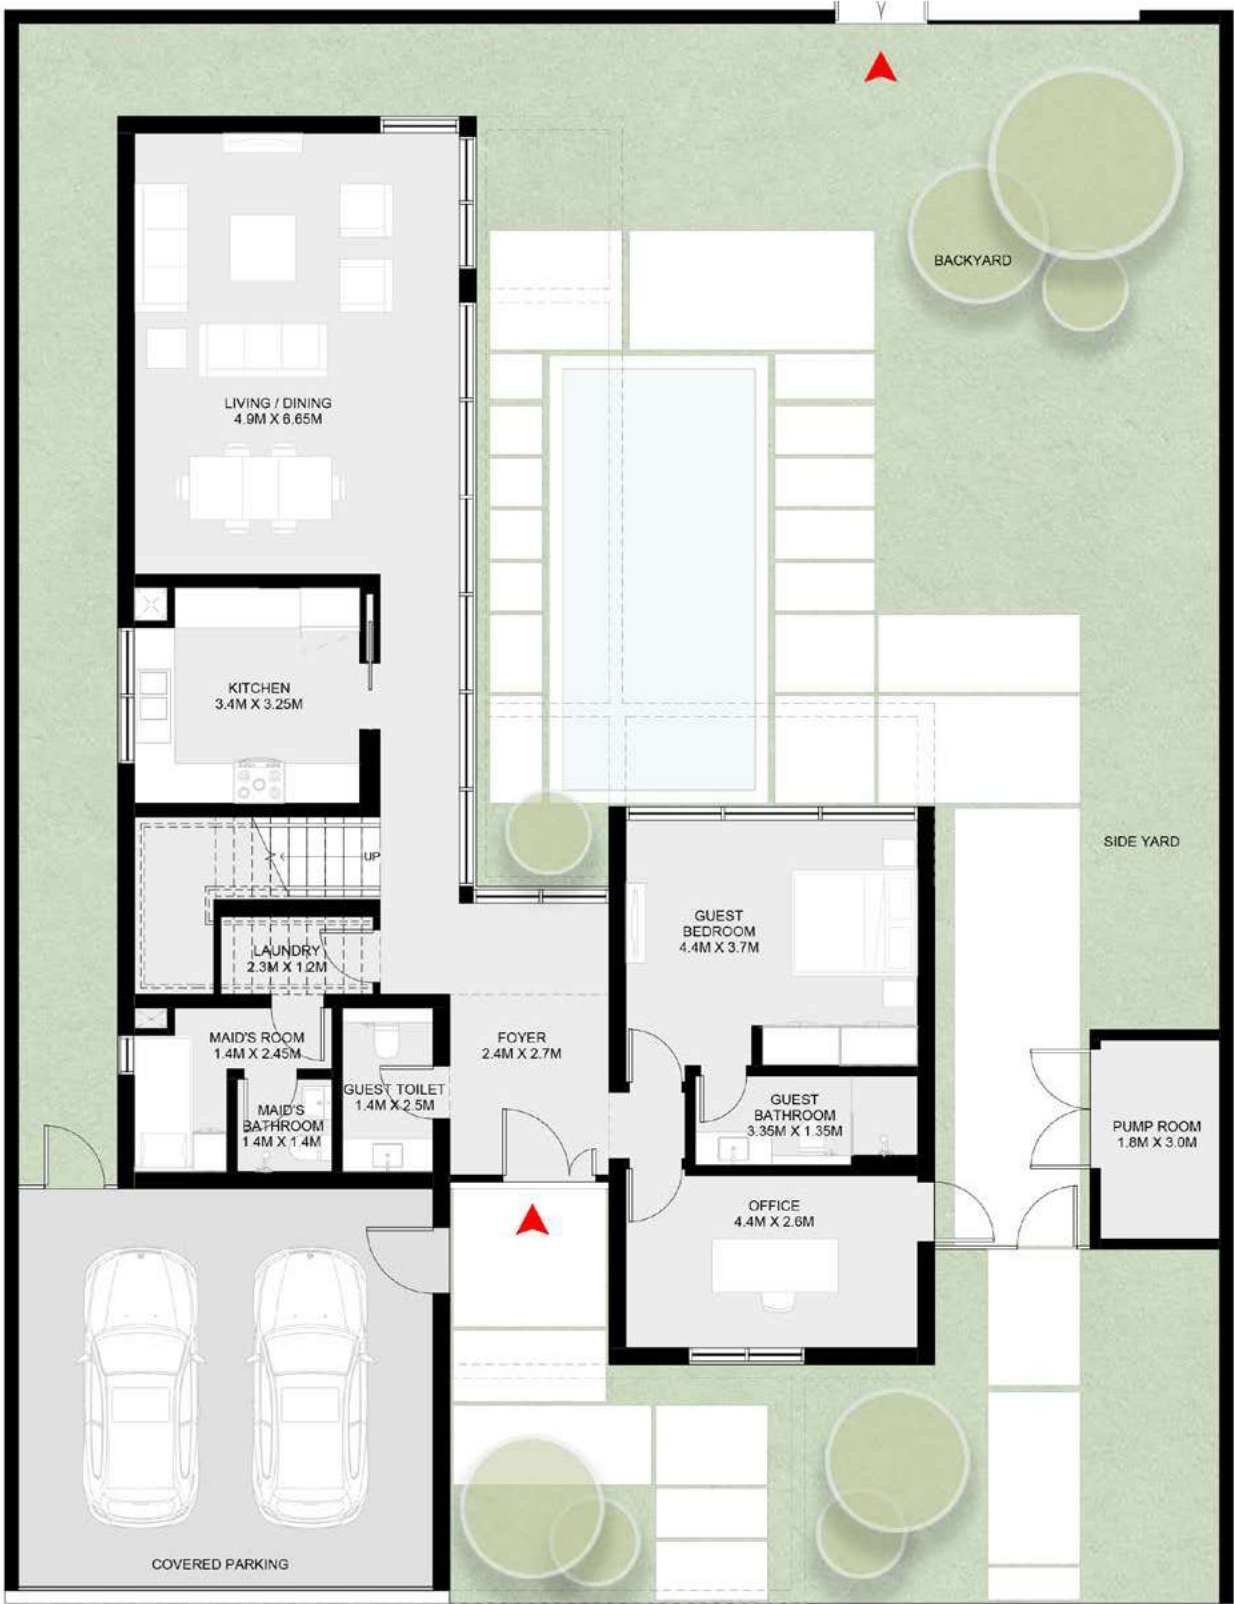 BACKYARD
LIVING / DINING
4.9M X 6.65M
KITCHEN
3.4M X 3.25M
UP
SIDE YARD
GUEST
BEDROOM
4.4M X 3.7M
LAUNDRY
2.3M X 1.2M
MAID'S ROOM
1.4M X 2.45M
FOYER
2.4M X 2.7M
GUEST TOILET
1.4M X 2.5M
MAID'S
BATHROOM
1.4M X 1.4M
GUEST
BATHROOM
3.35M X 1.35M
PUMP ROOM
1.8M X 3.0M
OFFICE
4.4M X 2.6M
COVERED PARKING